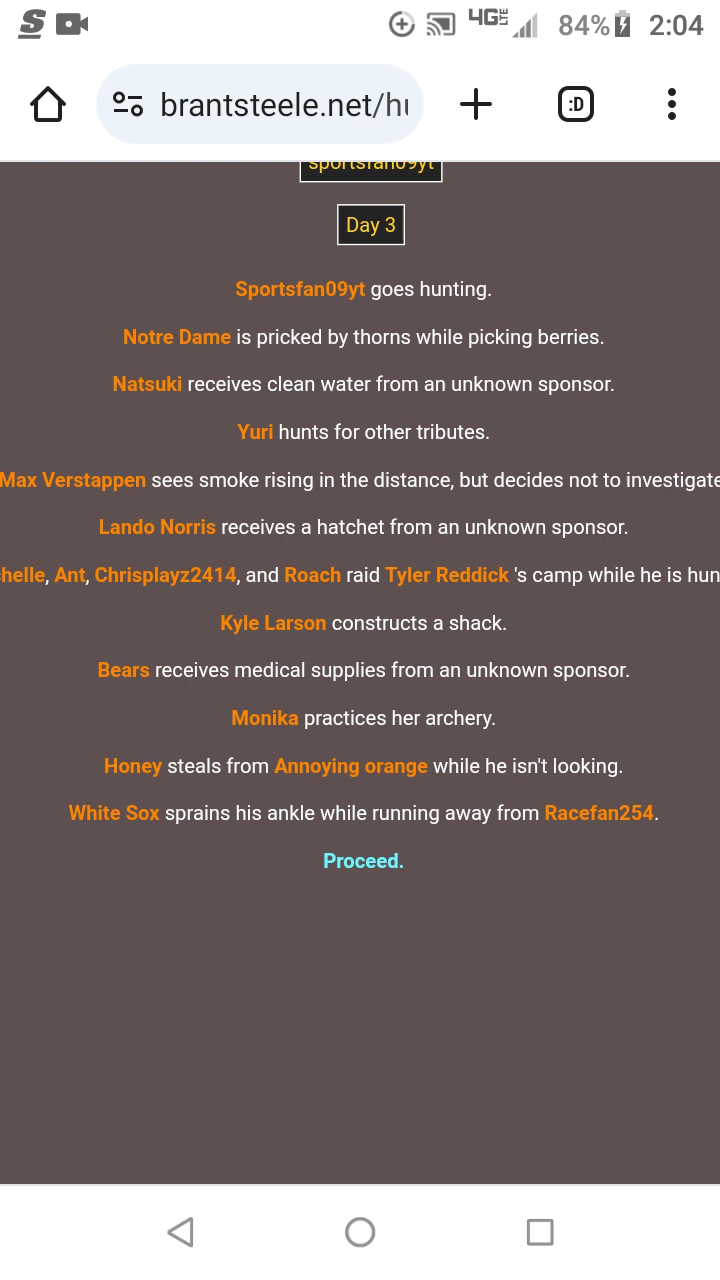 84% 2:04
brantsteele.net/hu
:D
sportsfan09yt
Day 3
Sportsfan09yt goes hunting.
Notre Dame is pricked by thorns while picking berries.
Natsuki receives clean water from an unknown sponsor.
Yuri hunts for other tributes.
Max Verstappen sees smoke rising in the distance, but decides not to investigate
Lando Norris receives a hatchet from an unknown sponsor.
helle, Ant, Chrisplayz2414, and Roach raid Tyler Reddick 's camp while he is hun
Kyle Larson constructs a shack.
Bears receives medical supplies from an unknown sponsor.
Monika practices her archery.
Honey steals from Annoying orange while he isn't looking.
White Sox sprains his ankle while running away from Racefan254.
Proceed.